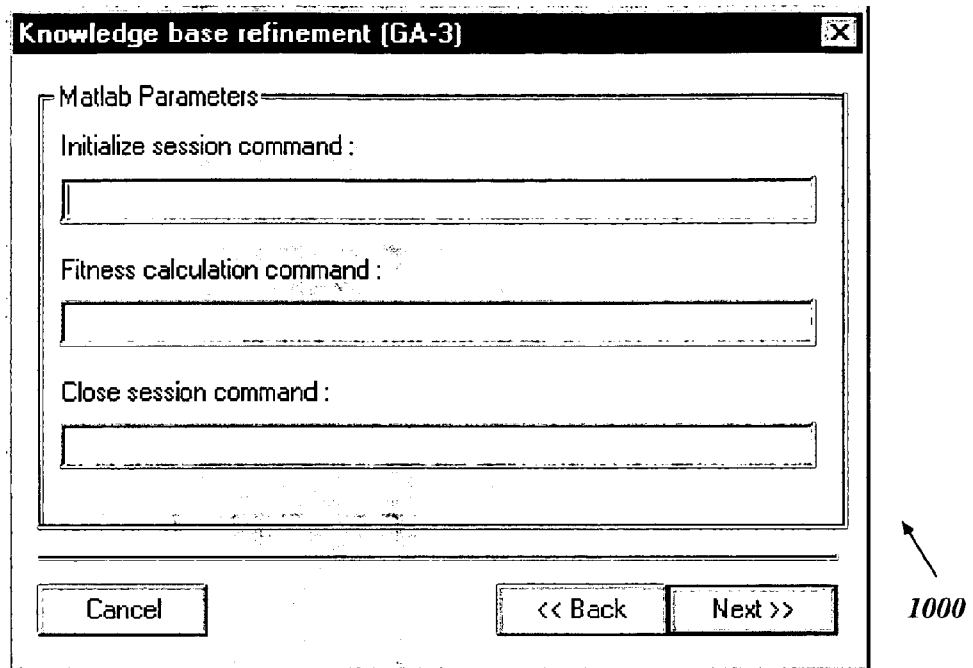 Knowledge base refinement (GA-3)
Matlab Parameters
Initialize session command :
Fitness calculation command :
Close session command :
Cancel
<< Back
Next >>
1000